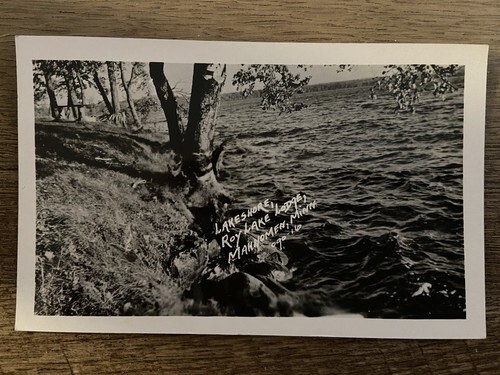 LAKESHORE,
ROY LAKE LODGE,
MAHNOMEN, MINN.